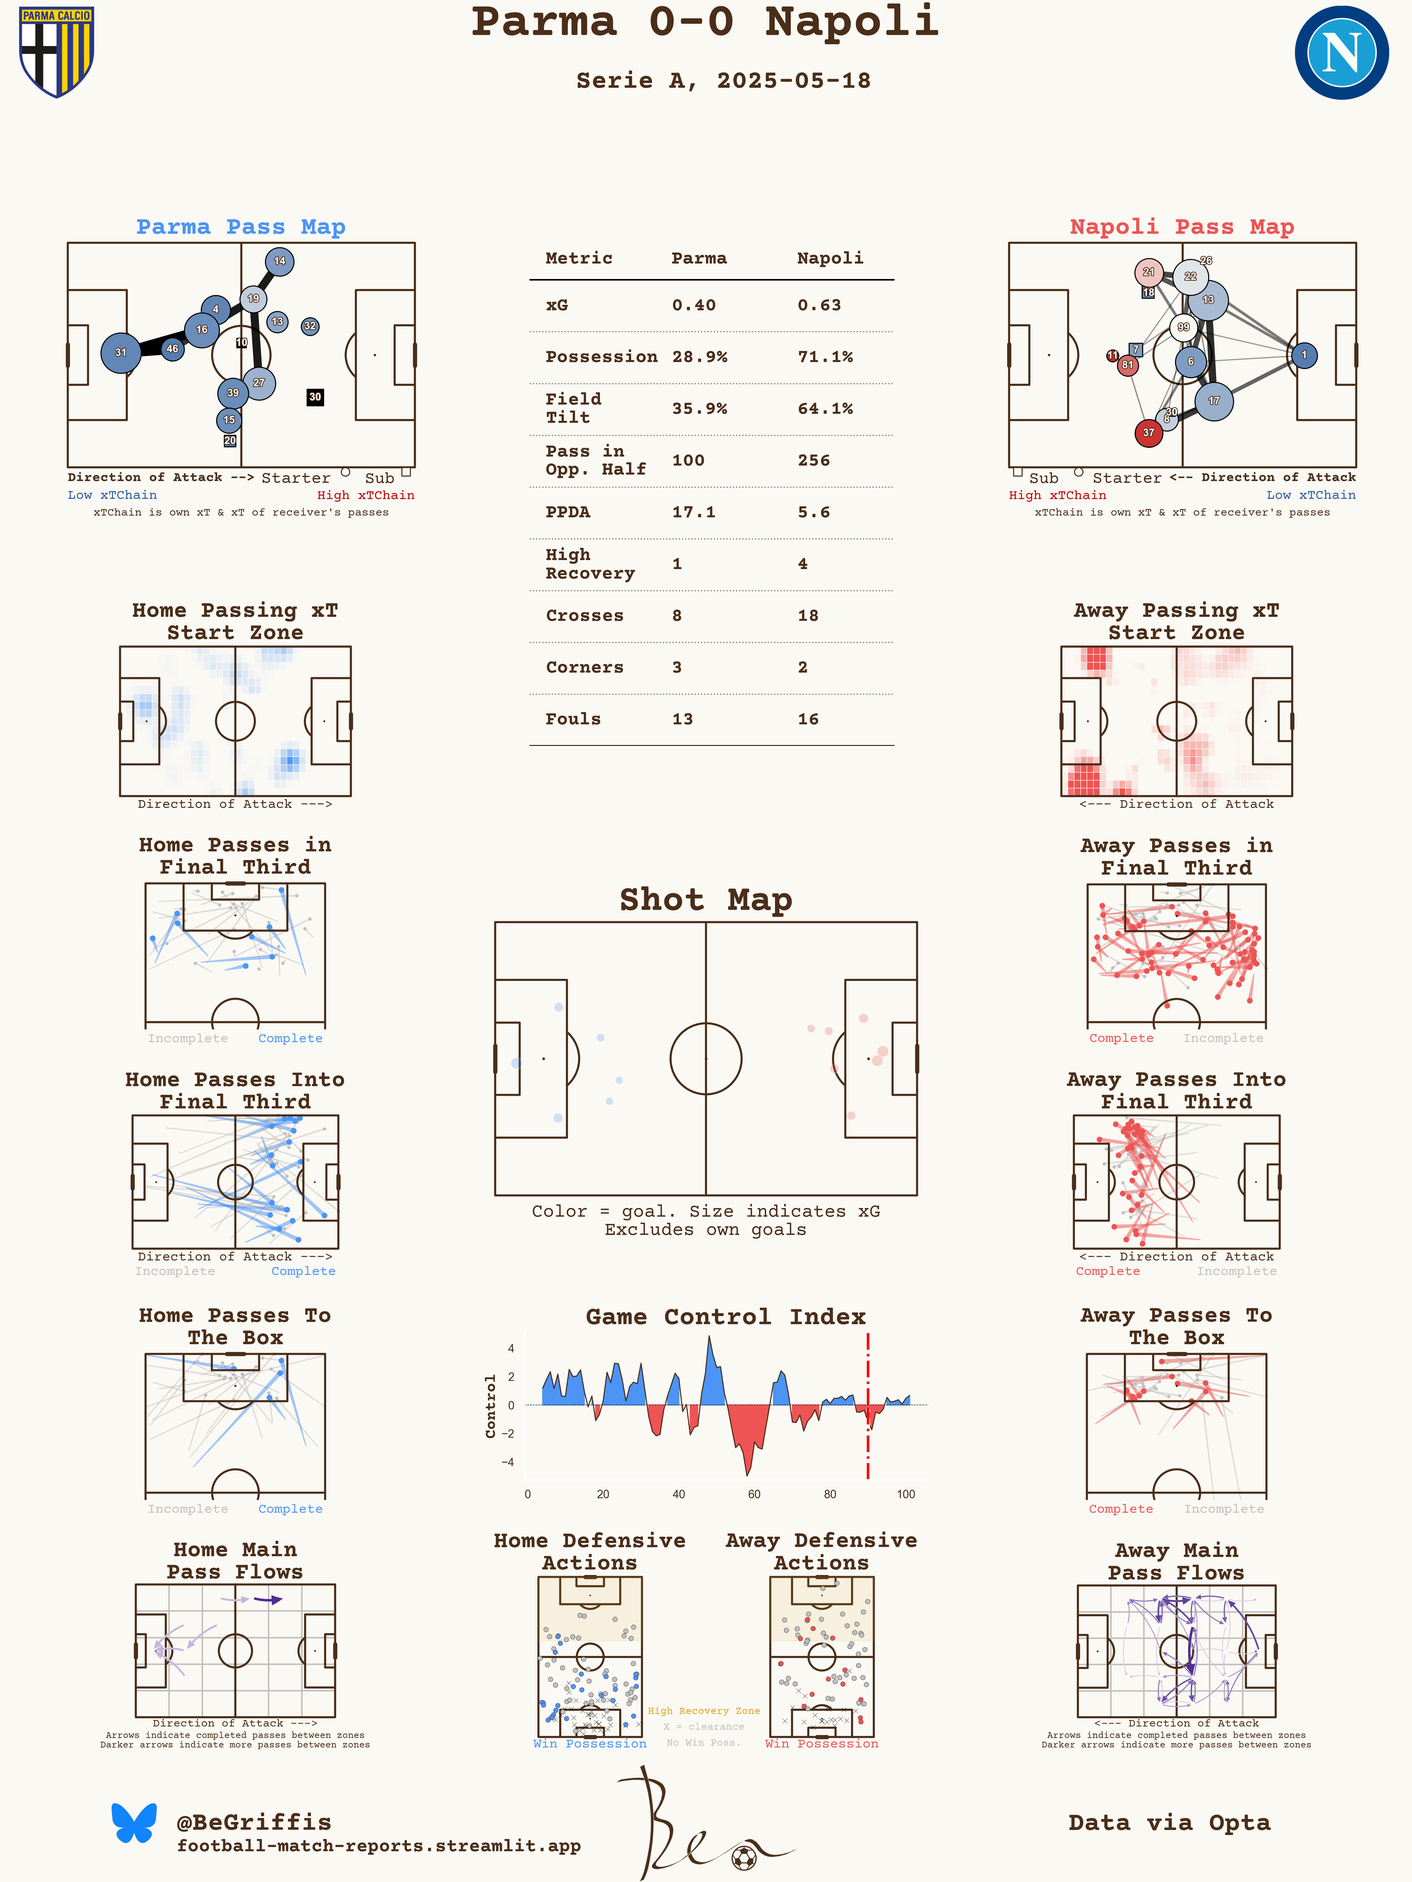 Parma 0-0 Napoli
Serie A, 2025-05-18
PARMA CALCIO
N
Parma Pass Map
14
19
4
13
32
16
10
46
31
27
39
30
15
20
Direction of Attack --> Starter Sub
Low xTChain High xTChain
xTChain is own xT & xT of receiver's passes
Metric Parma Napoli
xG 0.40 0.63
Possession 28.9% 71.1%
Field
Tilt 35.9% 64.1%
Pass in
Opp. Half 100 256
PPDA 17.1 5.6
High
Recovery 1 4
Crosses 8 18
Corners 3 2
Fouls 13 16
Napoli Pass Map
26
21
22
18
13
99
7
11
81
6
1
17
30
8
37
Sub Starter <-- Direction of Attack
High xTChain Low xTChain
xTChain is own xT & xT of receiver's passes
Home Passing xT
Start Zone
Direction of Attack --->
Away Passing xT
Start Zone
<--- Direction of Attack
Home Passes in
Final Third
Incomplete Complete
Away Passes in
Final Third
Complete Incomplete
Shot Map
Color = goal. Size indicates xG
Excludes own goals
Home Passes Into
Final Third
Direction of Attack --->
Incomplete Complete
Away Passes Into
Final Third
<--- Direction of Attack
Complete Incomplete
Home Passes To
The Box
Incomplete Complete
Game Control Index
Control
4
2
0
−2
−4
0 20 40 60 80 100
Away Passes To
The Box
Complete Incomplete
Home Main
Pass Flows
Direction of Attack --->
Arrows indicate completed passes between zones
Darker arrows indicate more passes between zones
Home Defensive
Actions
Win Possession
Away Defensive
Actions
Win Possession
High Recovery Zone
X = clearance
No Win Poss.
Away Main
Pass Flows
<--- Direction of Attack
Arrows indicate completed passes between zones
Darker arrows indicate more passes between zones
@BeGriffis
football-match-reports.streamlit.app
Ben
Data via Opta